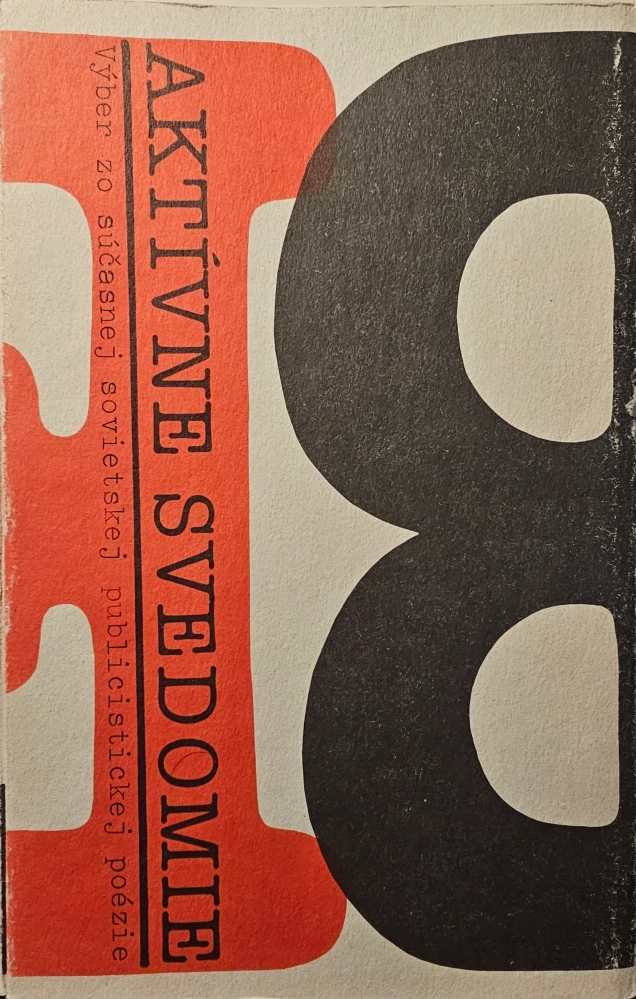 AKTÍVNE SVEDOMIE
Výber zo súčasnej sovietskej publicistickej poézie